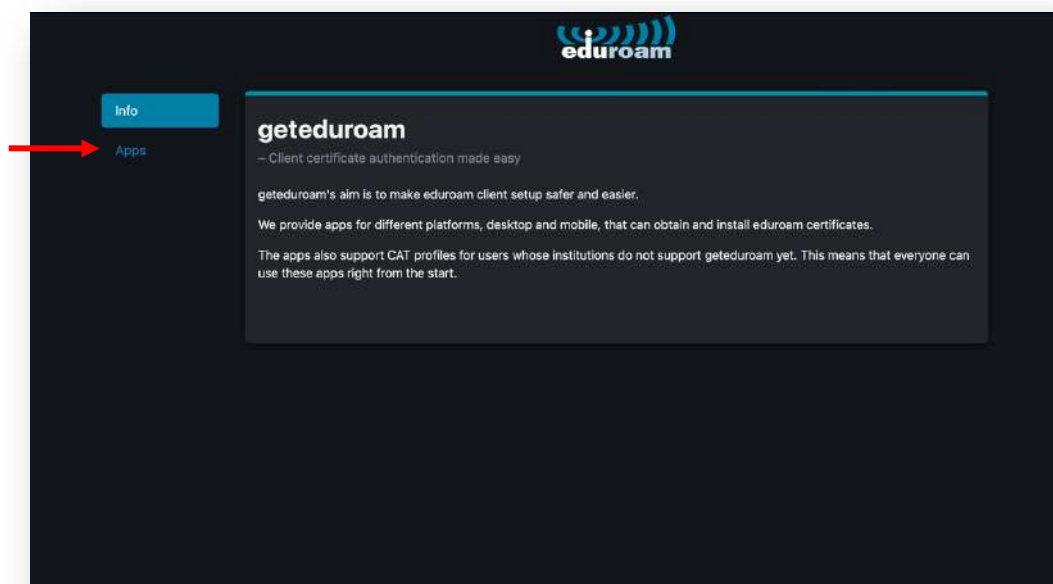 eduroam
Info
Apps
geteduroam
– Client certificate authentication made easy
geteduroam's aim is to make eduroam client setup safer and easier.
We provide apps for different platforms, desktop and mobile, that can obtain and install eduroam certificates.
The apps also support CAT profiles for users whose institutions do not support geteduroam yet. This means that everyone can
use these apps right from the start.